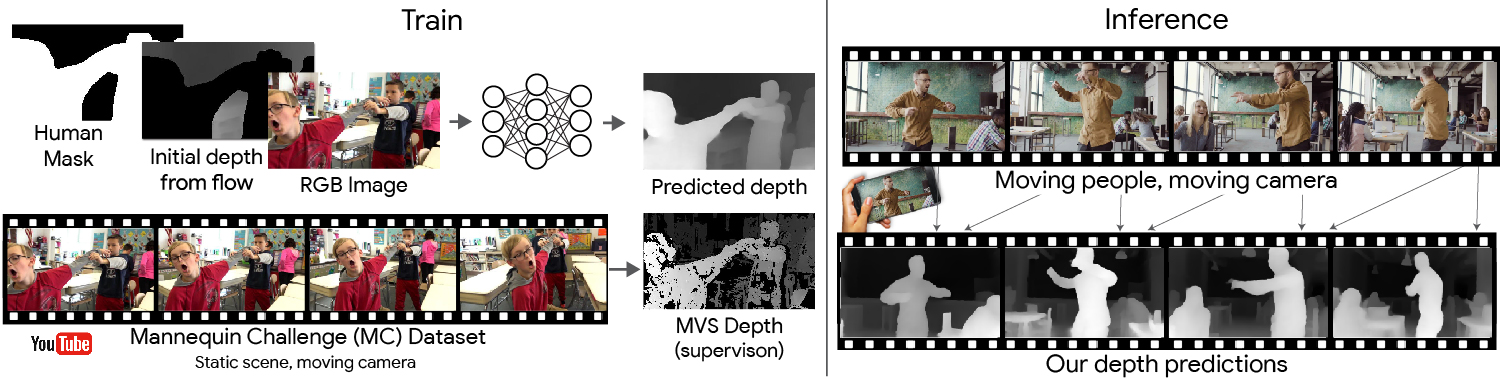 Train
Human
Mask
Initial depth
from flow
RGB Image
Predicted depth
YouTube
Mannequin Challenge (MC) Dataset
Static scene, moving camera
MVS Depth
(supervison)
Inference
Moving people, moving camera
Our depth predictions